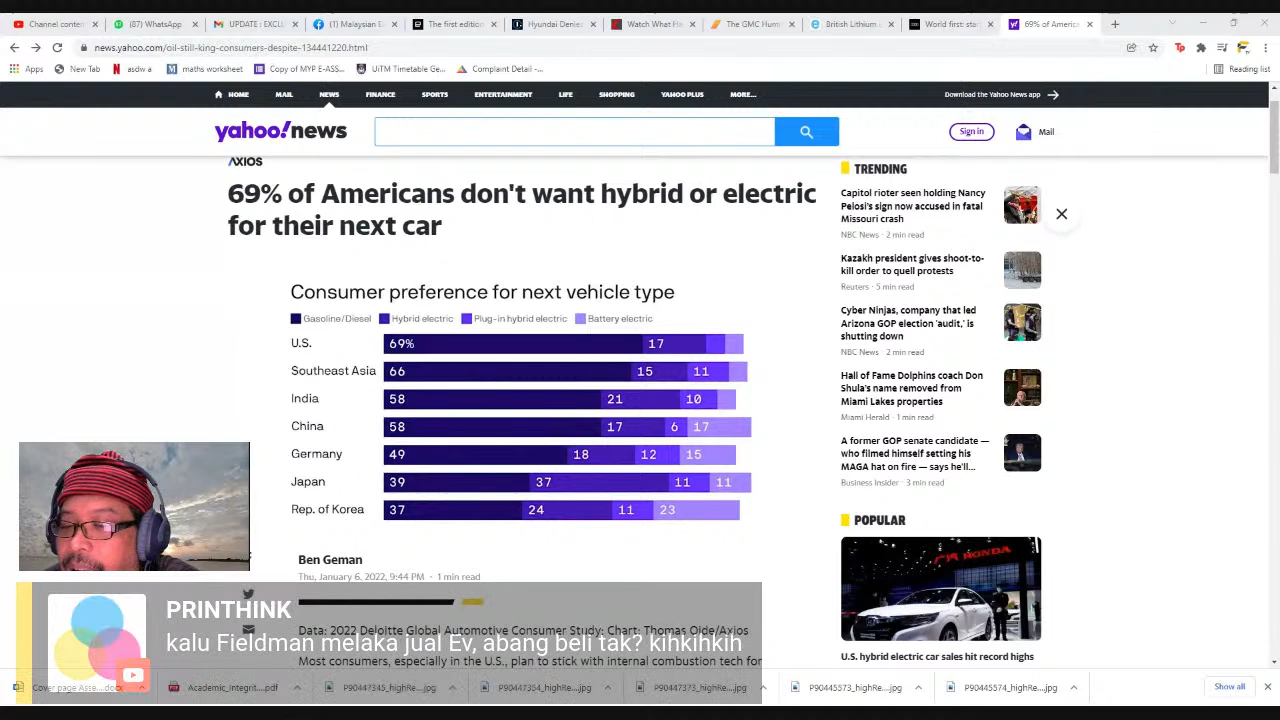 Channel conten
(87) WhatsApp
UPDATE : EXCLU
(1) Malaysian E
The first edition
Hyundai Denies
Watch What Ha
The GMC Hum
British Lithium u
World first: star
69% of America
news.yahoo.com/oil-still-king-consumers-despite-134441220.html
Apps
New Tab
asdw a
maths worksheet
Copy of MYP E-ASS...
UiTM Timetable Ge...
Complaint Detail -...
Reading list
HOME
MAIL
NEWS
FINANCE
SPORTS
ENTERTAINMENT
LIFE
SHOPPING
YAHOO PLUS
MORE...
Download the Yahoo News app
yahoo!news
Sign in
Mail
AXIOS
69% of Americans don't want hybrid or electric
for their next car
Consumer preference for next vehicle type
Gasoline/Diesel
Hybrid electric
Plug-in hybrid electric
Battery electric
U.S. 69% 17
Southeast Asia 66 15 11
India 58 21 10
China 58 17 6 17
Germany 49 18 12 15
Japan 39 37 11 11
Rep. of Korea 37 24 11 23
Ben Geman
Thu, January 6, 2022, 9:44 PM · 1 min read
Data: 2022 Deloitte Global Automotive Consumer Study; Chart: Thomas Oide/Axios
Most consumers, especially in the U.S., plan to stick with internal combustion tech for
TRENDING
Capitol rioter seen holding Nancy
Pelosi's sign now accused in fatal
Missouri crash
NBC News · 2 min read
Kazakh president gives shoot-to-
kill order to quell protests
Reuters · 5 min read
Cyber Ninjas, company that led
Arizona GOP election 'audit,' is
shutting down
NBC News · 2 min read
Hall of Fame Dolphins coach Don
Shula's name removed from
Miami Lakes properties
Miami Herald · 1 min read
A former GOP senate candidate —
who filmed himself setting his
MAGA hat on fire — says he'll...
Business Insider · 3 min read
POPULAR
HONDA
U.S. hybrid electric car sales hit record highs
PRINTHINK
kalu Fieldman melaka jual Ev, abang beli tak? kihkinkih
Cover page Asse....docx
Academic_Integrit....pdf
P90447345_highRe....jpg
P90447354_highRe....jpg
P90447373_highRe....jpg
P90445573_highRe....jpg
P90445574_highRe....jpg
Show all